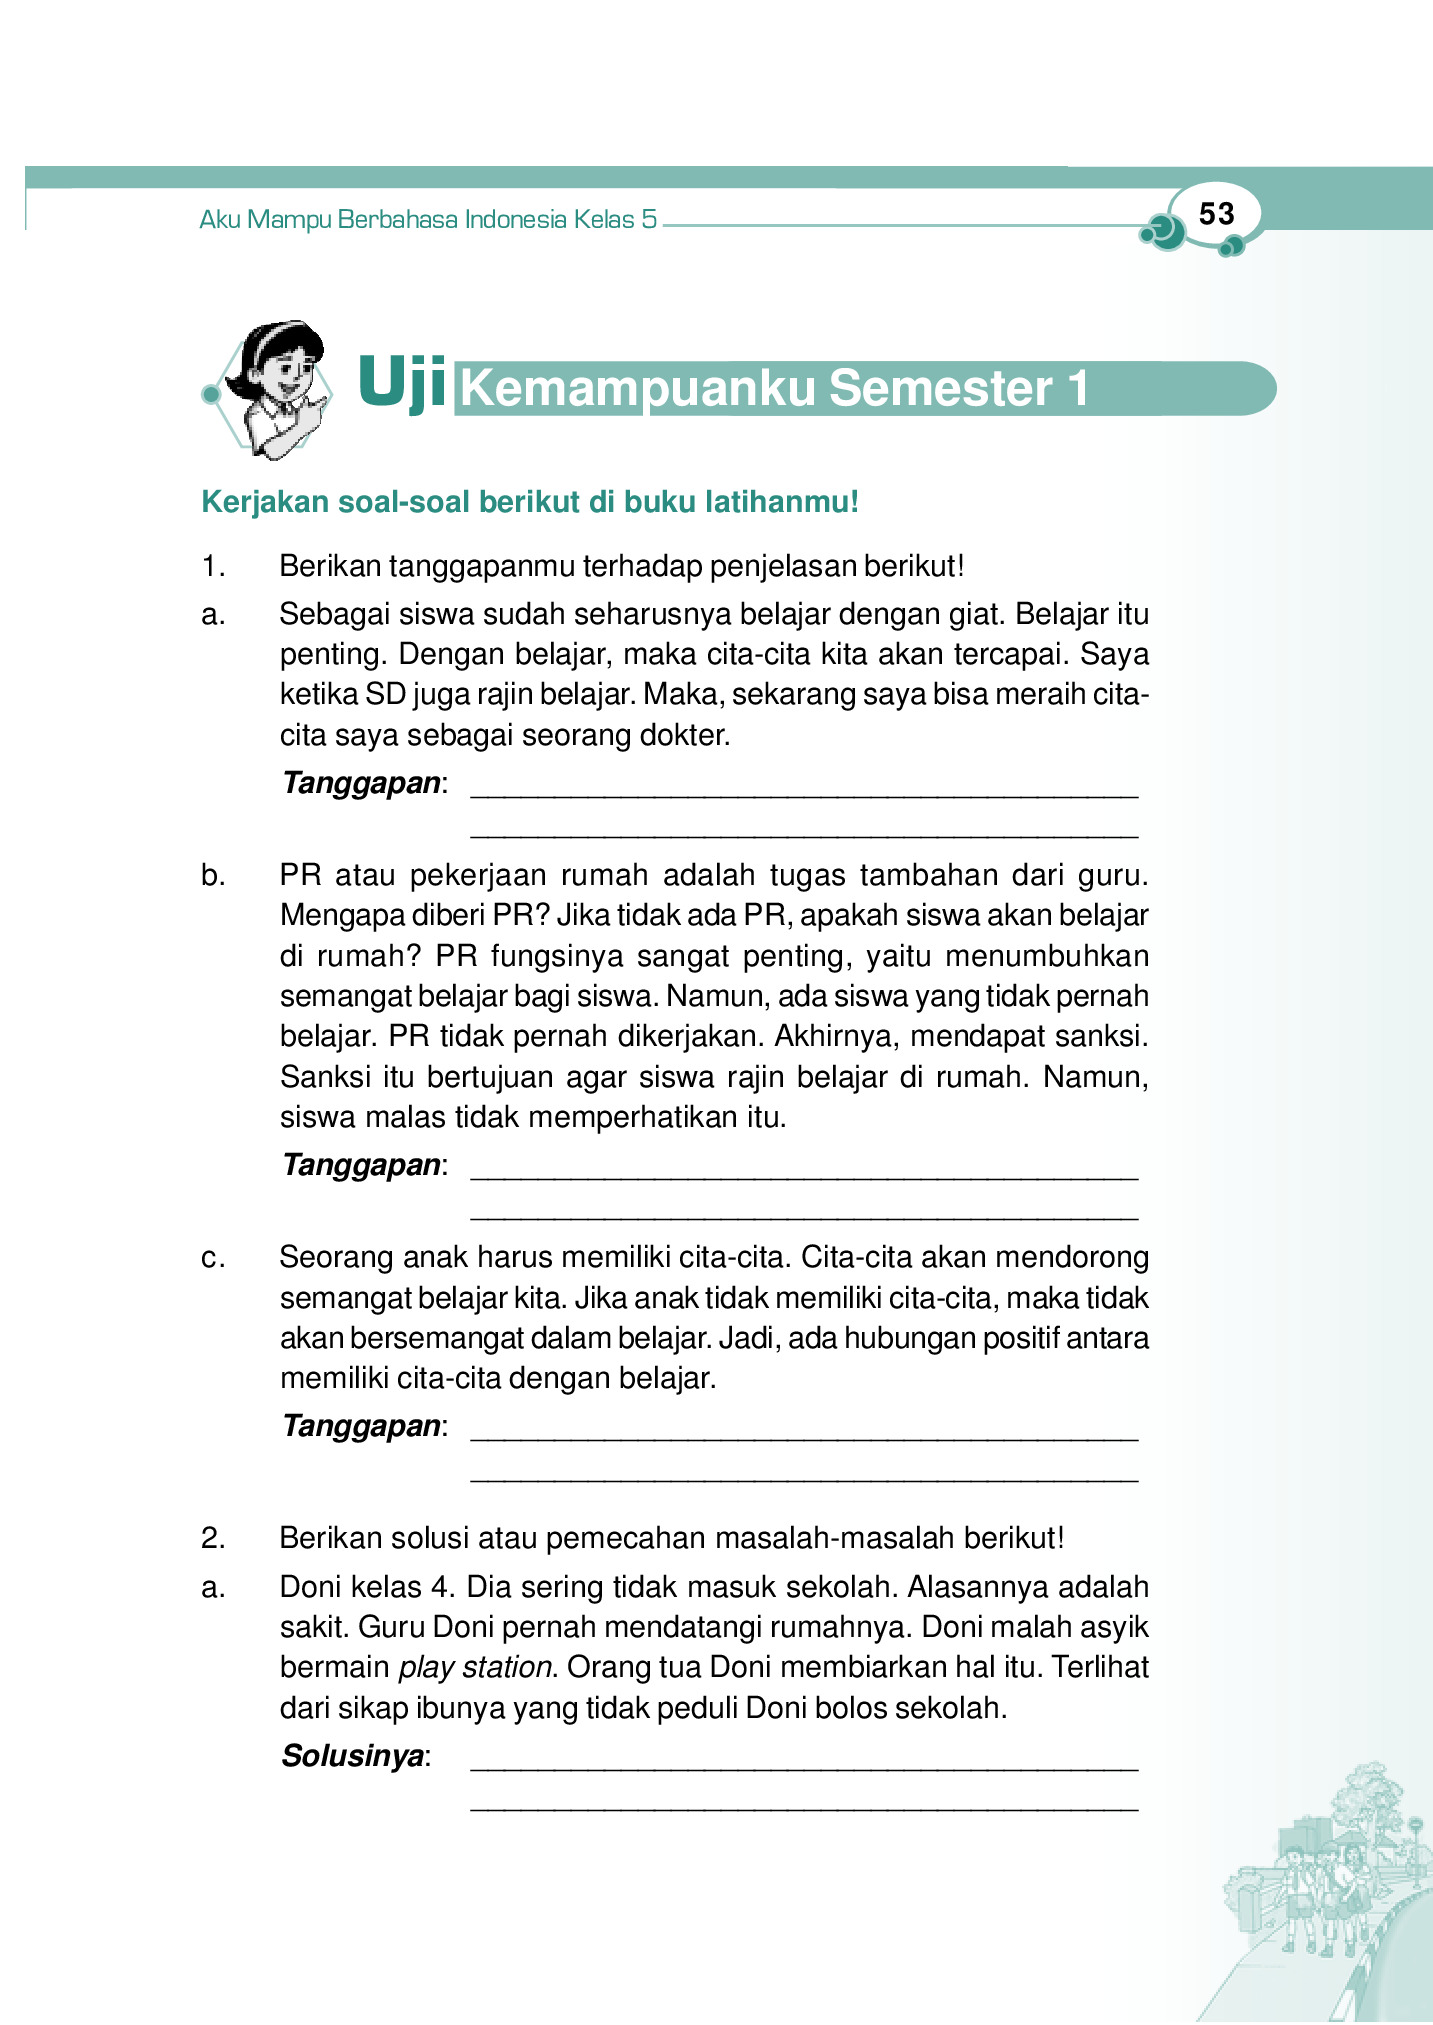 Aku Mampu Berbahasa Indonesia Kelas 5
53
Uji Kemampuanku Semester 1
Kerjakan soal-soal berikut di buku latihanmu!
1. Berikan tanggapanmu terhadap penjelasan berikut!
a. Sebagai siswa sudah seharusnya belajar dengan giat. Belajar itu
penting. Dengan belajar, maka cita-cita kita akan tercapai. Saya
ketika SD juga rajin belajar. Maka, sekarang saya bisa meraih cita-
cita saya sebagai seorang dokter.
Tanggapan: ________________________________________
________________________________________
b. PR atau pekerjaan rumah adalah tugas tambahan dari guru.
Mengapa diberi PR? Jika tidak ada PR, apakah siswa akan belajar
di rumah? PR fungsinya sangat penting, yaitu menumbuhkan
semangat belajar bagi siswa. Namun, ada siswa yang tidak pernah
belajar. PR tidak pernah dikerjakan. Akhirnya, mendapat sanksi.
Sanksi itu bertujuan agar siswa rajin belajar di rumah. Namun,
siswa malas tidak memperhatikan itu.
Tanggapan: ________________________________________
________________________________________
c. Seorang anak harus memiliki cita-cita. Cita-cita akan mendorong
semangat belajar kita. Jika anak tidak memiliki cita-cita, maka tidak
akan bersemangat dalam belajar. Jadi, ada hubungan positif antara
memiliki cita-cita dengan belajar.
Tanggapan: ________________________________________
________________________________________
2. Berikan solusi atau pemecahan masalah-masalah berikut!
a. Doni kelas 4. Dia sering tidak masuk sekolah. Alasannya adalah
sakit. Guru Doni pernah mendatangi rumahnya. Doni malah asyik
bermain play station. Orang tua Doni membiarkan hal itu. Terlihat
dari sikap ibunya yang tidak peduli Doni bolos sekolah.
Solusinya: ________________________________________
________________________________________